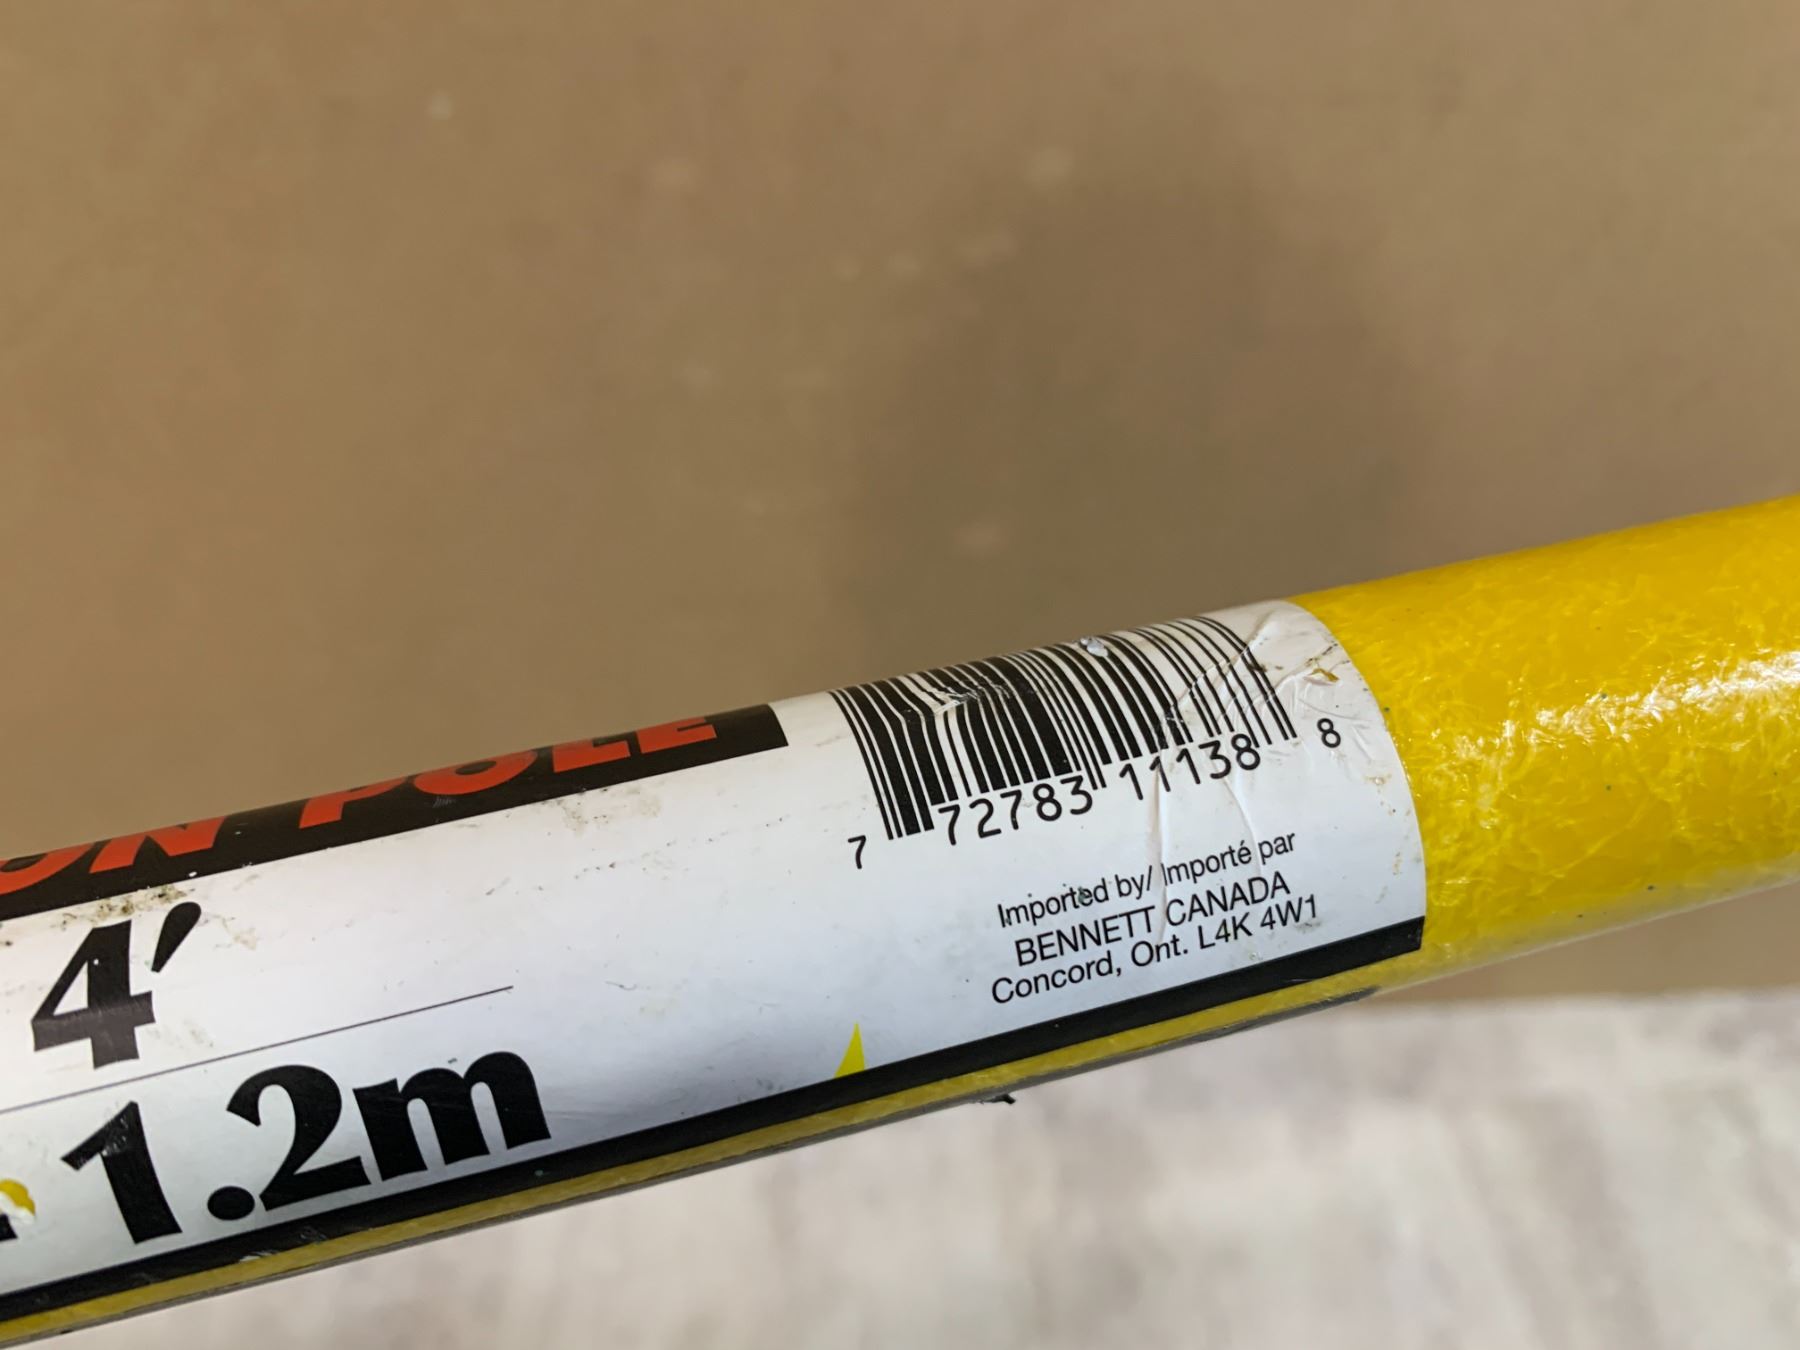 ON POLE
4'
1.2m
7 72783 11138 8
Imported by/ Importé par
BENNETT CANADA
Concord, Ont. L4K 4W1